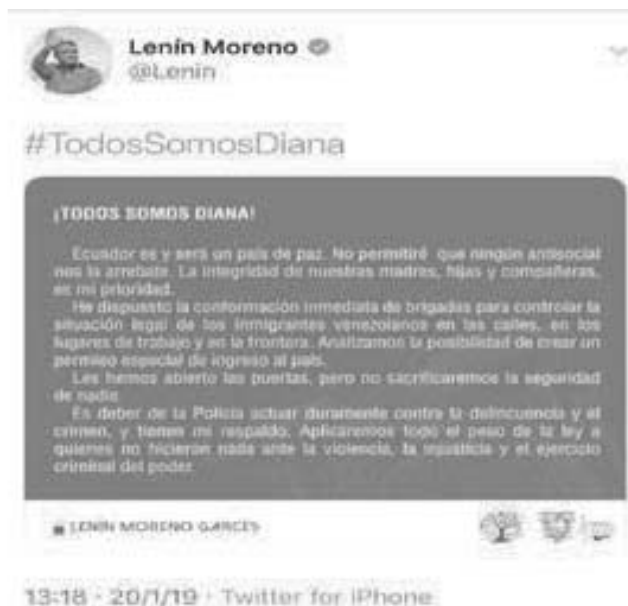 Lenín Moreno
@Lenin
#TodosSomosDiana
¡TODOS SOMOS DIANA!
Ecuador es y será un país de paz. No permitiré que ningún antisocial
nos la arrebate. La integridad de nuestras madres, hijas y compañeras,
es mi prioridad.
He dispuesto la conformación inmediata de brigadas para controlar la
situación legal de los inmigrantes venezolanos en las calles, en los
lugares de trabajo y en la frontera. Analizamos la posibilidad de crear un
permiso especial de ingreso al país.
Les hemos abierto las puertas, pero no sacrificaremos la seguridad
de nadie
Es deber de la Policía actuar duramente contra la delincuencia y el
crimen, y tienen mi respaldo. Aplicaremos todo el peso de la ley a
quienes no hicieron nada ante la violencia, la injusticia y el ejercicio
criminal del poder.
LENÍN MORENO GARCÉS
13:18 · 20/1/19 · Twitter for iPhone